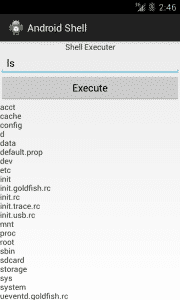 2:46
Android Shell
Shell Executer
ls
Execute
acct
cache
config
d
data
default.prop
dev
etc
init
init.goldfish.rc
init.rc
init.trace.rc
init.usb.rc
mnt
proc
root
sbin
sdcard
storage
sys
system
ueventd.goldfish.rc